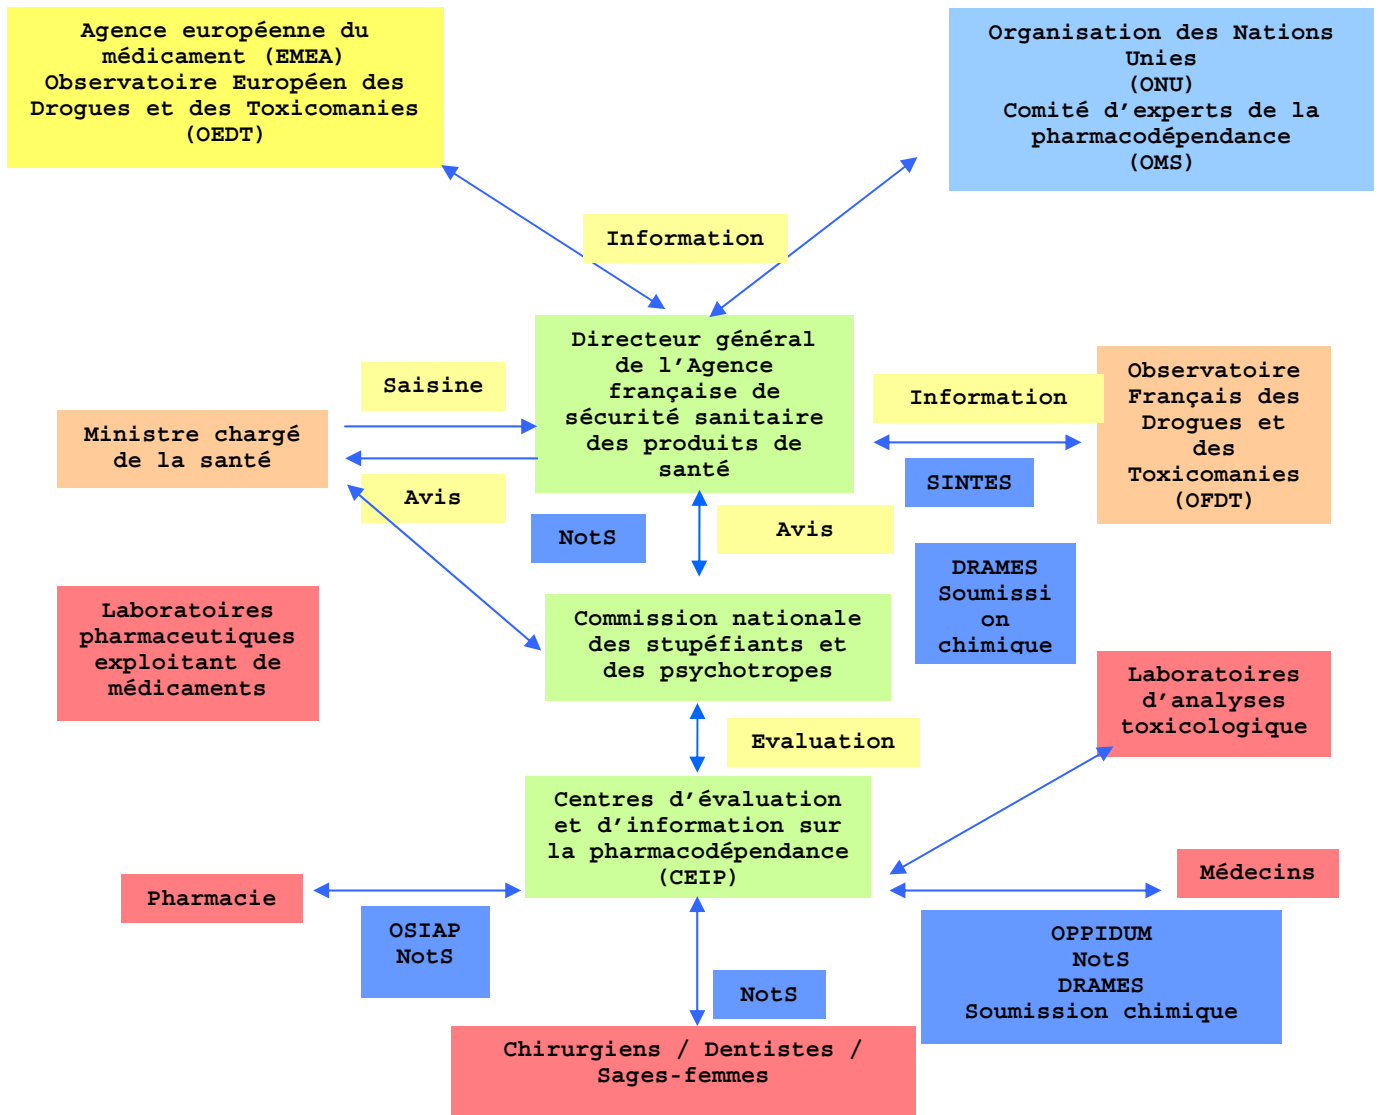 Agence européenne du
médicament (EMEA)
Observatoire Européen des
Drogues et des Toxicomanies
(OEDT)
Organisation des Nations
Unies
(ONU)
Comité d’experts de la
pharmacodépendance
(OMS)
Information
Directeur général
de l’Agence
française de
sécurité sanitaire
des produits de
santé
Saisine
Ministre chargé
de la santé
Avis
Information
Observatoire
Français des
Drogues et
des
Toxicomanies
(OFDT)
SINTES
NotS
Avis
DRAMES
Soumissi
on
chimique
Laboratoires
pharmaceutiques
exploitant de
médicaments
Commission nationale
des stupéfiants et
des psychotropes
Laboratoires
d’analyses
toxicologique
Evaluation
Centres d’évaluation
et d’information sur
la pharmacodépendance
(CEIP)
Pharmacie
Médecins
OSIAP
NotS
NotS
OPPIDUM
NotS
DRAMES
Soumission chimique
Chirurgiens / Dentistes /
Sages-femmes